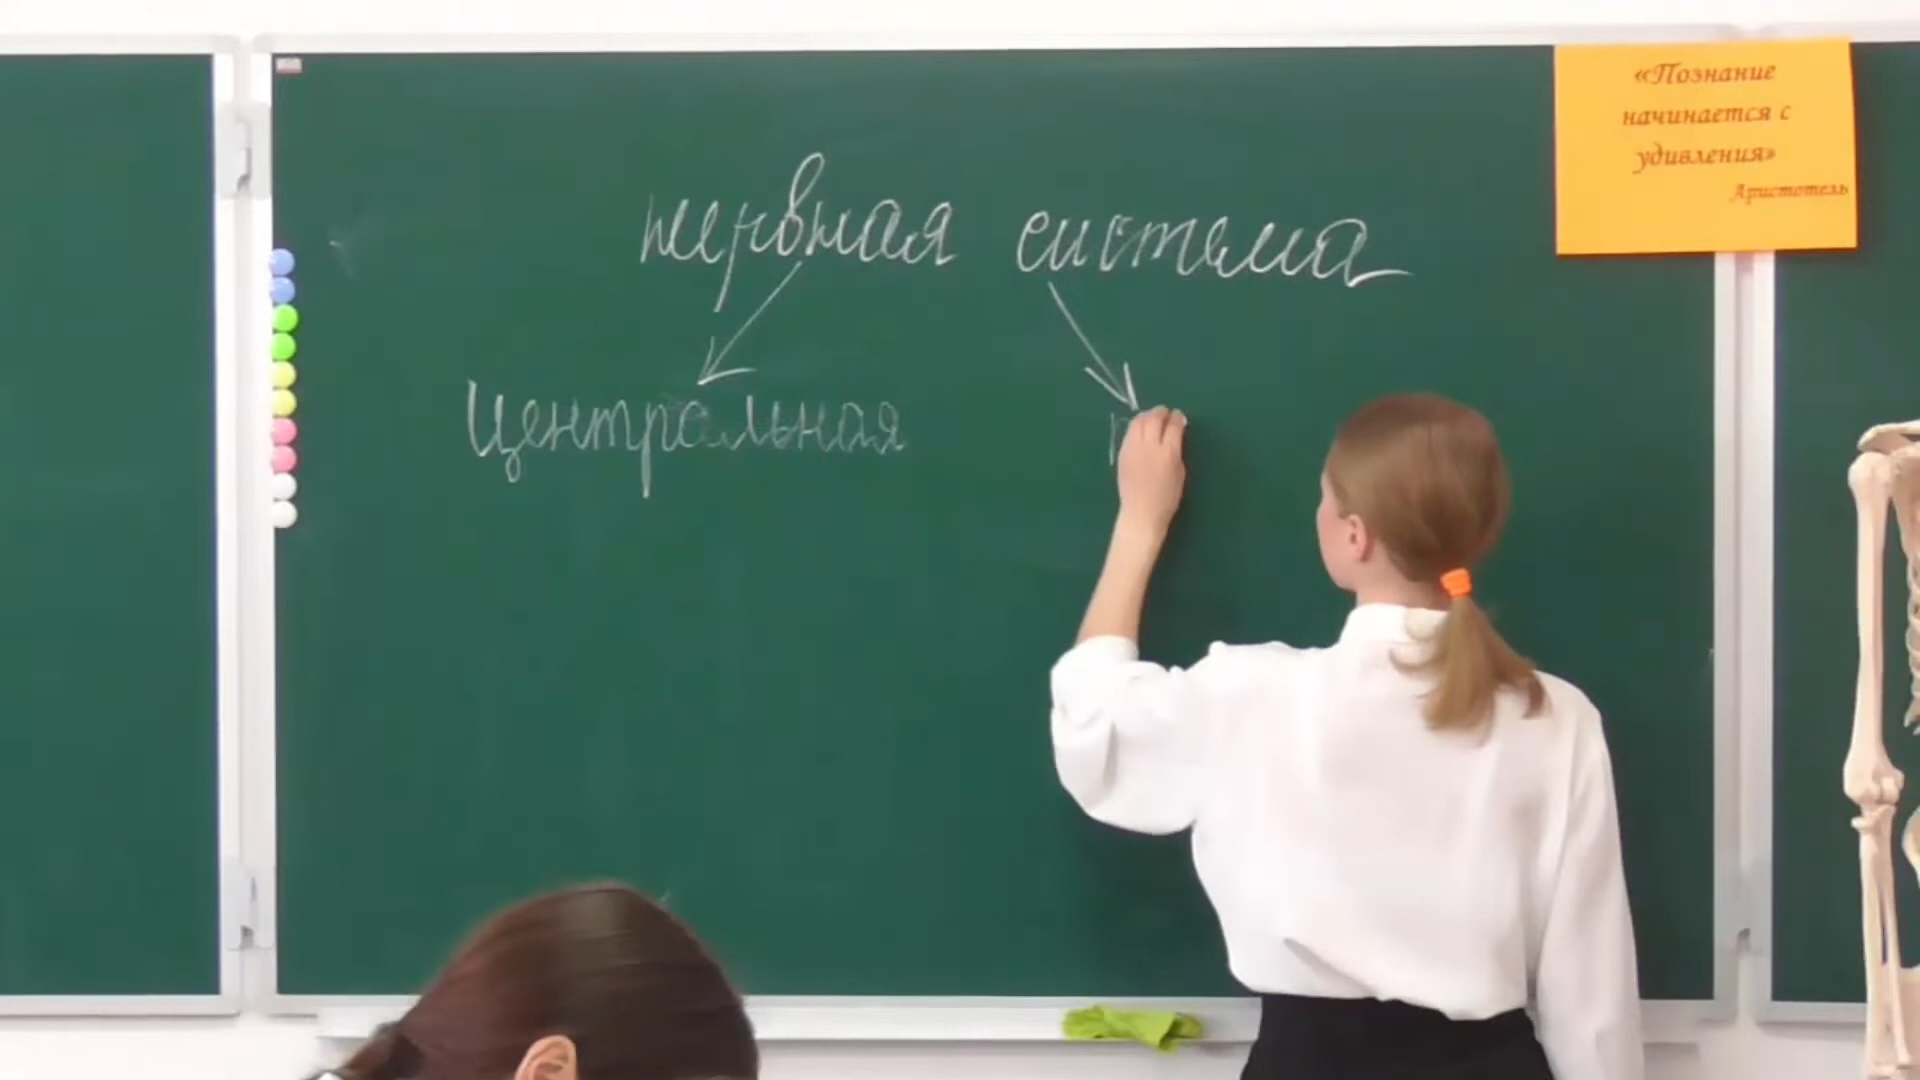 нервная система
Центральная
п
«Познание
начинается с
удивления»
Аристотель